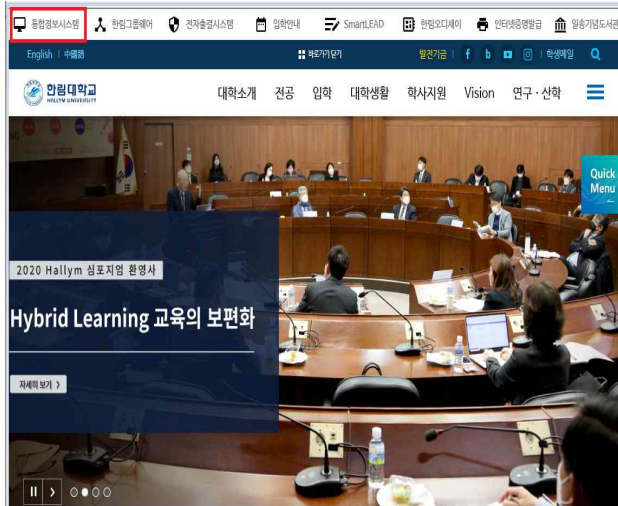 통합정보시스템 한림그룹웨어 전자출결시스템 입학안내 SmartLEAD 한림오디세이 인터넷증명발급 일송기념도서관
English 中國語 바로가기 닫기 발전기금 학생메일
한림대학교 대학소개 전공 입학 대학생활 학사지원 Vision 연구 · 산학
HALLYM UNIVERSITY
Quick
Menu
2020 Hallym 심포지엄 환영사
Hybrid Learning 교육의 보편화
자세히 보기 >